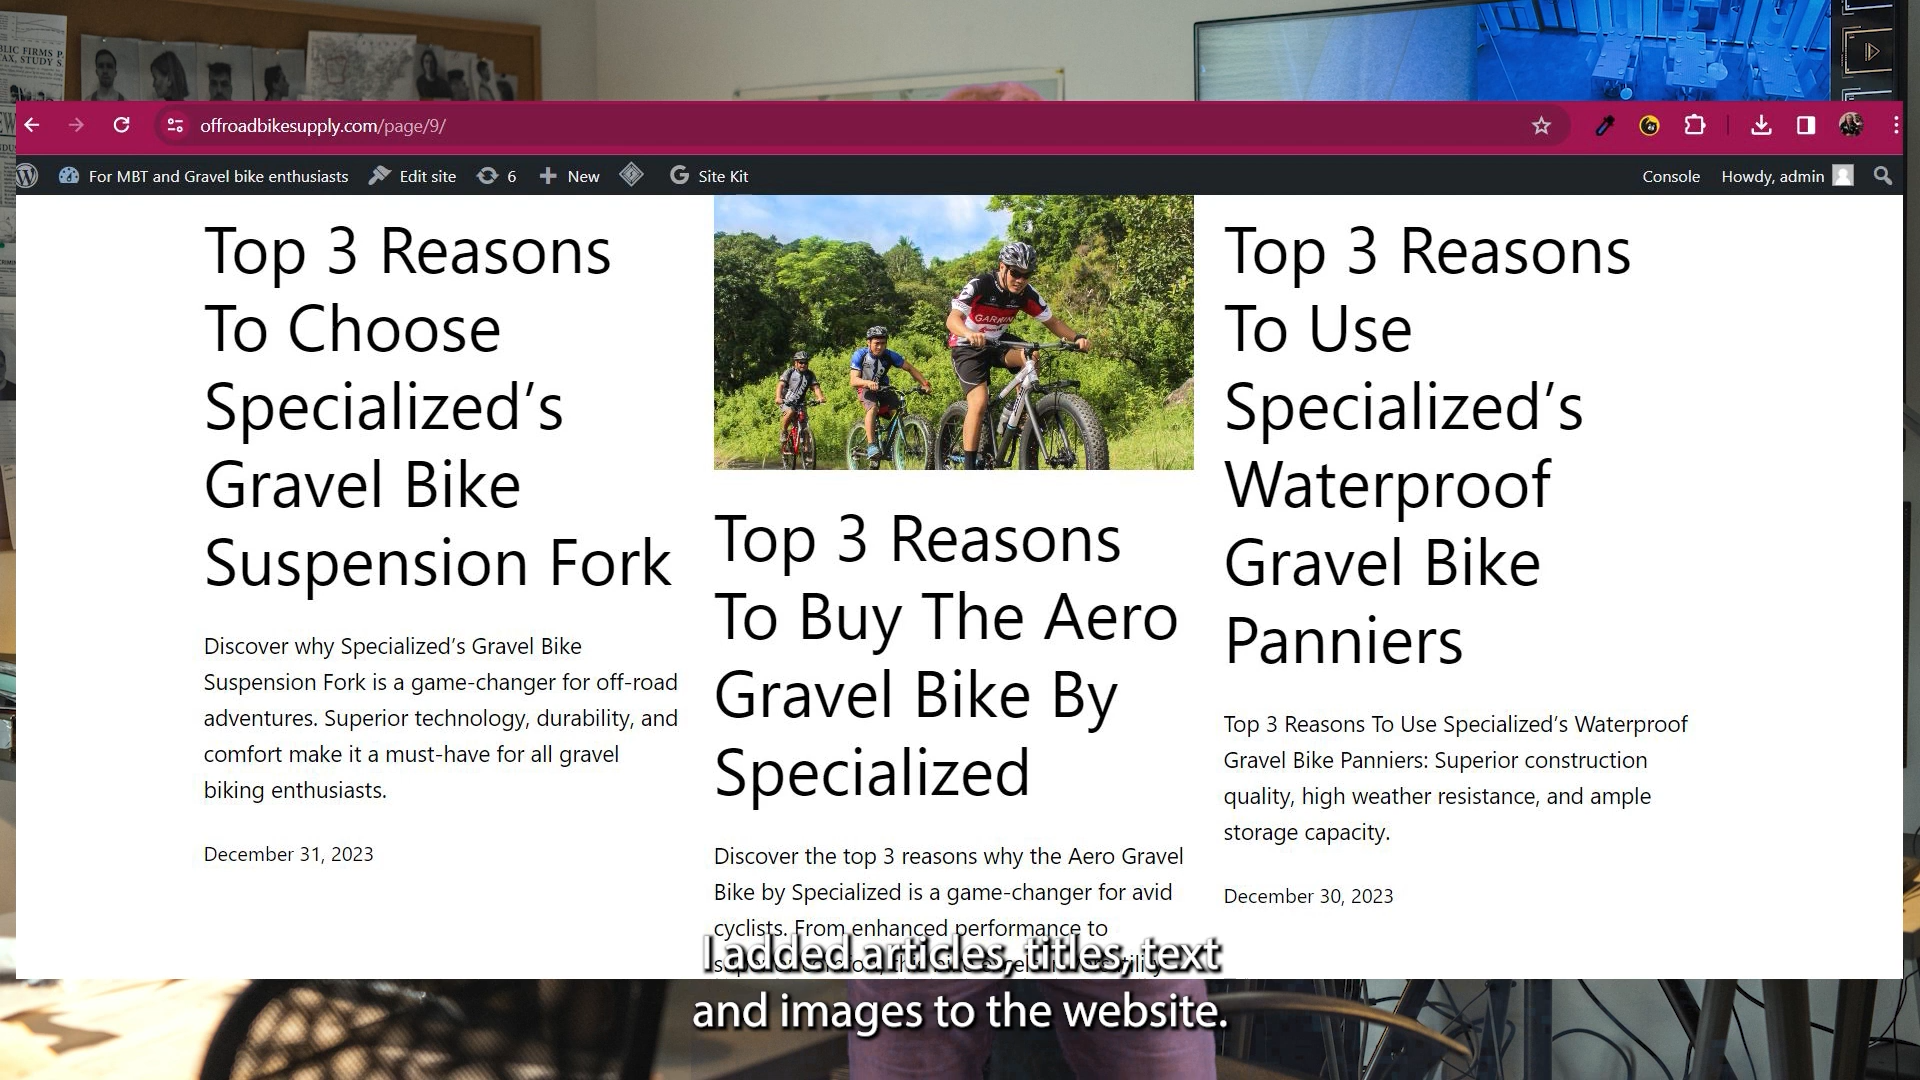 BLIC FIRMS P
TAX, STUDY S
offroadbikesupply.com/page/9/
For MBT and Gravel bike enthusiasts
Edit site
6
New
Site Kit
Console
Howdy, admin
Top 3 Reasons
To Choose
Specialized’s
Gravel Bike
Suspension Fork
Discover why Specialized’s Gravel Bike
Suspension Fork is a game-changer for off-road
adventures. Superior technology, durability, and
comfort make it a must-have for all gravel
biking enthusiasts.
December 31, 2023
GARMIN
Top 3 Reasons
To Buy The Aero
Gravel Bike By
Specialized
Discover the top 3 reasons why the Aero Gravel
Bike by Specialized is a game-changer for avid
cyclists. From enhanced performance to
Top 3 Reasons
To Use
Specialized’s
Waterproof
Gravel Bike
Panniers
Top 3 Reasons To Use Specialized’s Waterproof
Gravel Bike Panniers: Superior construction
quality, high weather resistance, and ample
storage capacity.
December 30, 2023
I added articles, titles, text
and images to the website.